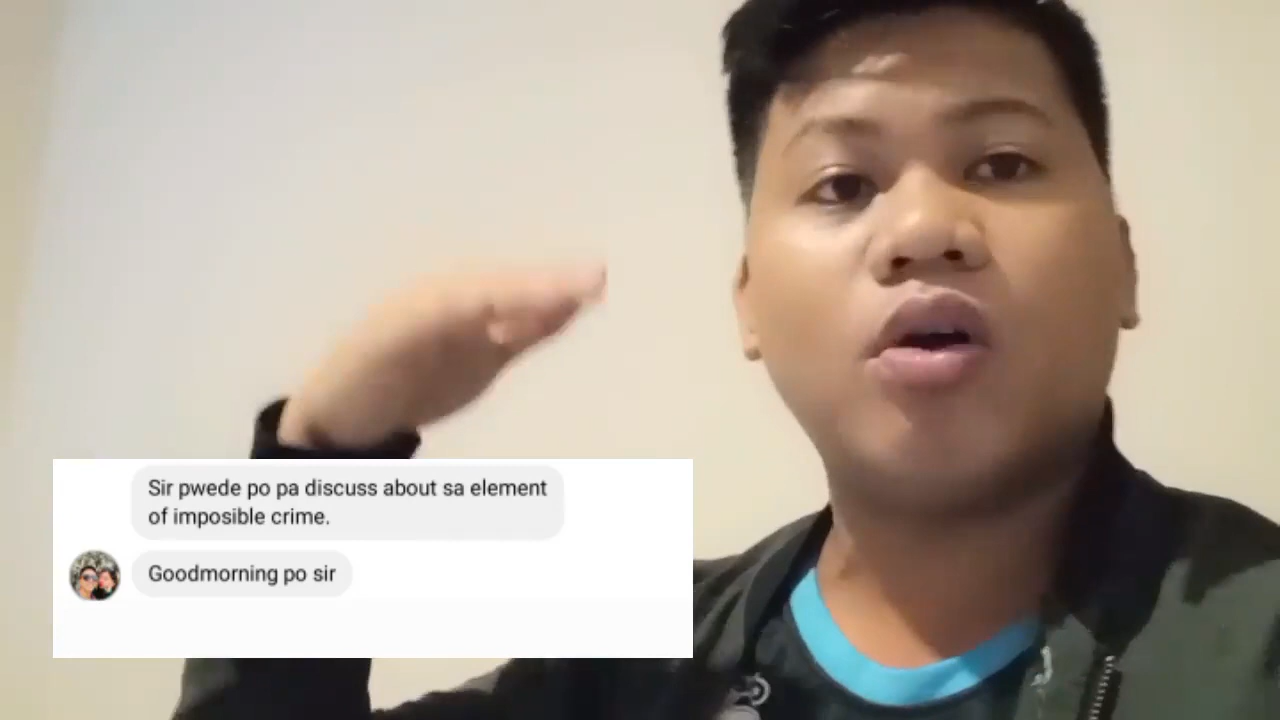 Sir pwede po pa discuss about sa element
of imposible crime.
Goodmorning po sir